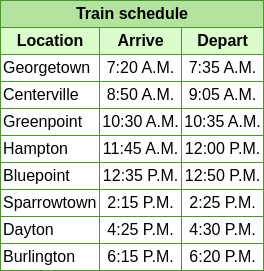 Train schedule
Location Arrive Depart
Georgetown 7:20 A.M. 7:35 A.M.
Centerville 8:50 A.M. 9:05 A.M.
Greenpoint 10:30 A.M. 10:35 A.M.
Hampton 11:45 A.M. 12:00 P.M.
Bluepoint 12:35 P.M. 12:50 P.M.
Sparrowtown 2:15 P.M. 2:25 P.M.
Dayton 4:25 P.M. 4:30 P.M.
Burlington 6:15 P.M. 6:20 P.M.